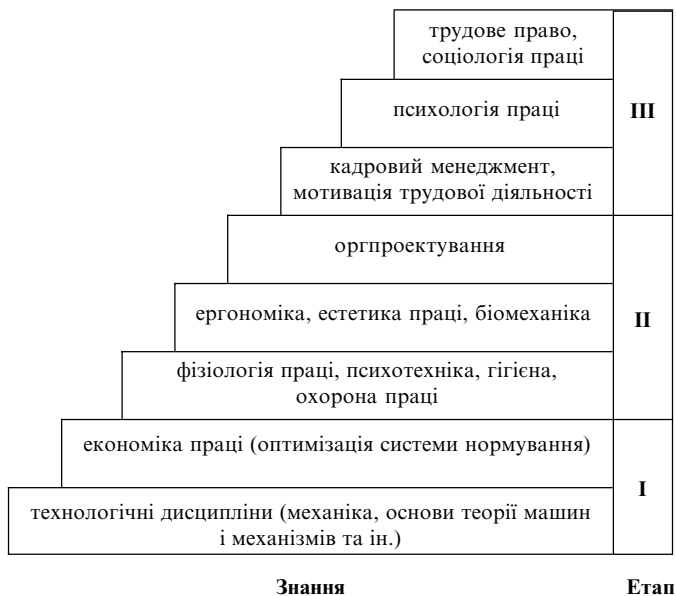 трудове право,
соціологія праці
психологія праці
III
кадровий менеджмент,
мотивація трудової діяльності
оргпроектування
ергономіка, естетика праці, біомеханіка
II
фізіологія праці, психотехніка, гігієна,
охорона праці
економіка праці (оптимізація системи нормування)
I
технологічні дисципліни (механіка, основи теорії машин
і механізмів та ін.)
Знання
Етап